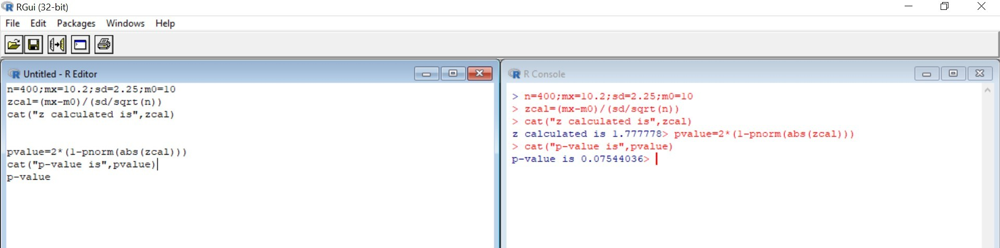 RGui (32-bit)
File Edit Packages Windows Help
Untitled - R Editor
n=400;mx=10.2;sd=2.25;m0=10
zcal=(mx-m0)/(sd/sqrt(n))
cat("z calculated is",zcal)
pvalue=2*(1-pnorm(abs(zcal)))
cat("p-value is",pvalue)
p-value
R Console
> n=400;mx=10.2;sd=2.25;m0=10
> zcal=(mx-m0)/(sd/sqrt(n))
> cat("z calculated is",zcal)
z calculated is 1.777778> pvalue=2*(1-pnorm(abs(zcal)))
> cat("p-value is",pvalue)
p-value is 0.07544036>